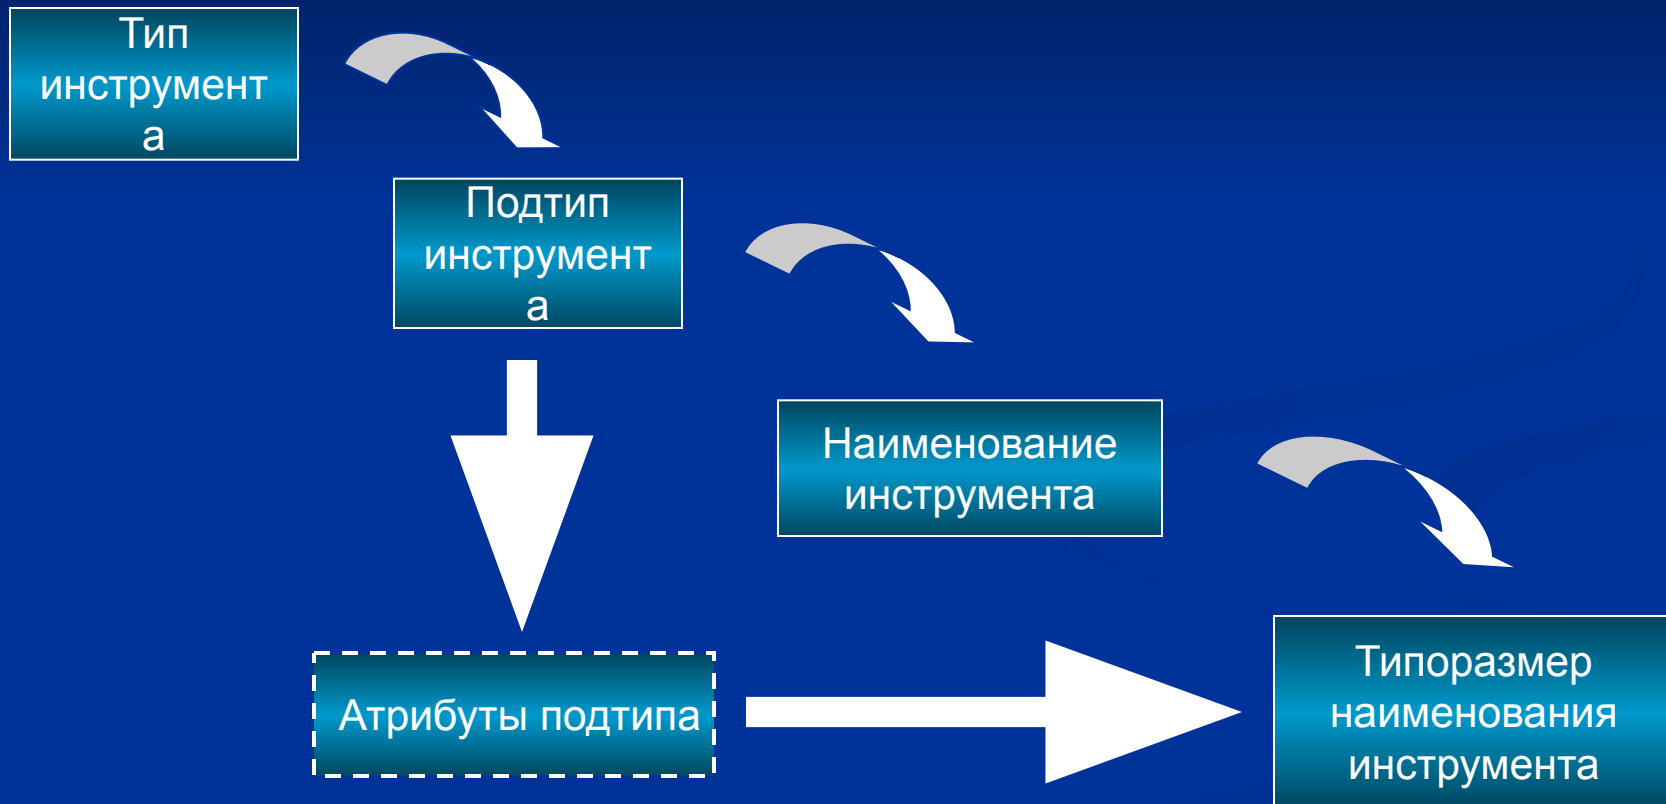 Тип
инструмент
а
Подтип
инструмент
а
Наименование
инструмента
Атрибуты подтипа
Типоразмер
наименования
инструмента